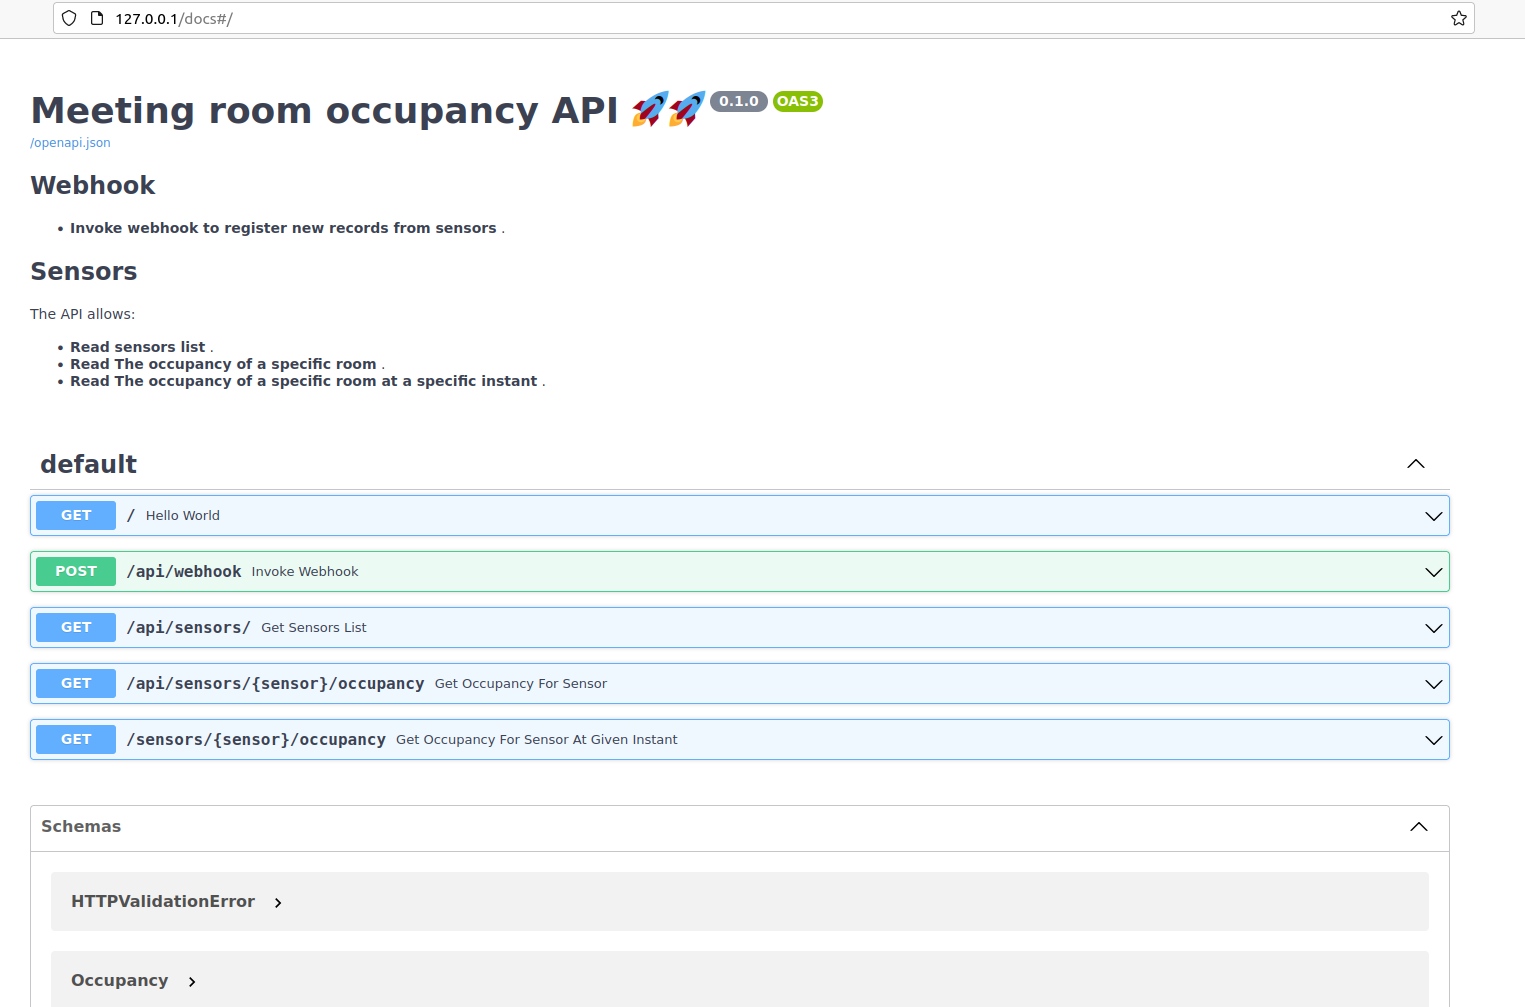 127.0.0.1/docs#/
Meeting room occupancy API 🚀🚀 0.1.0 OAS3
/openapi.json
Webhook
• Invoke webhook to register new records from sensors .
Sensors
The API allows:
• Read sensors list .
• Read The occupancy of a specific room .
• Read The occupancy of a specific room at a specific instant .
default
GET / Hello World
POST /api/webhook Invoke Webhook
GET /api/sensors/ Get Sensors List
GET /api/sensors/{sensor}/occupancy Get Occupancy For Sensor
GET /sensors/{sensor}/occupancy Get Occupancy For Sensor At Given Instant
Schemas
HTTPValidationError
Occupancy